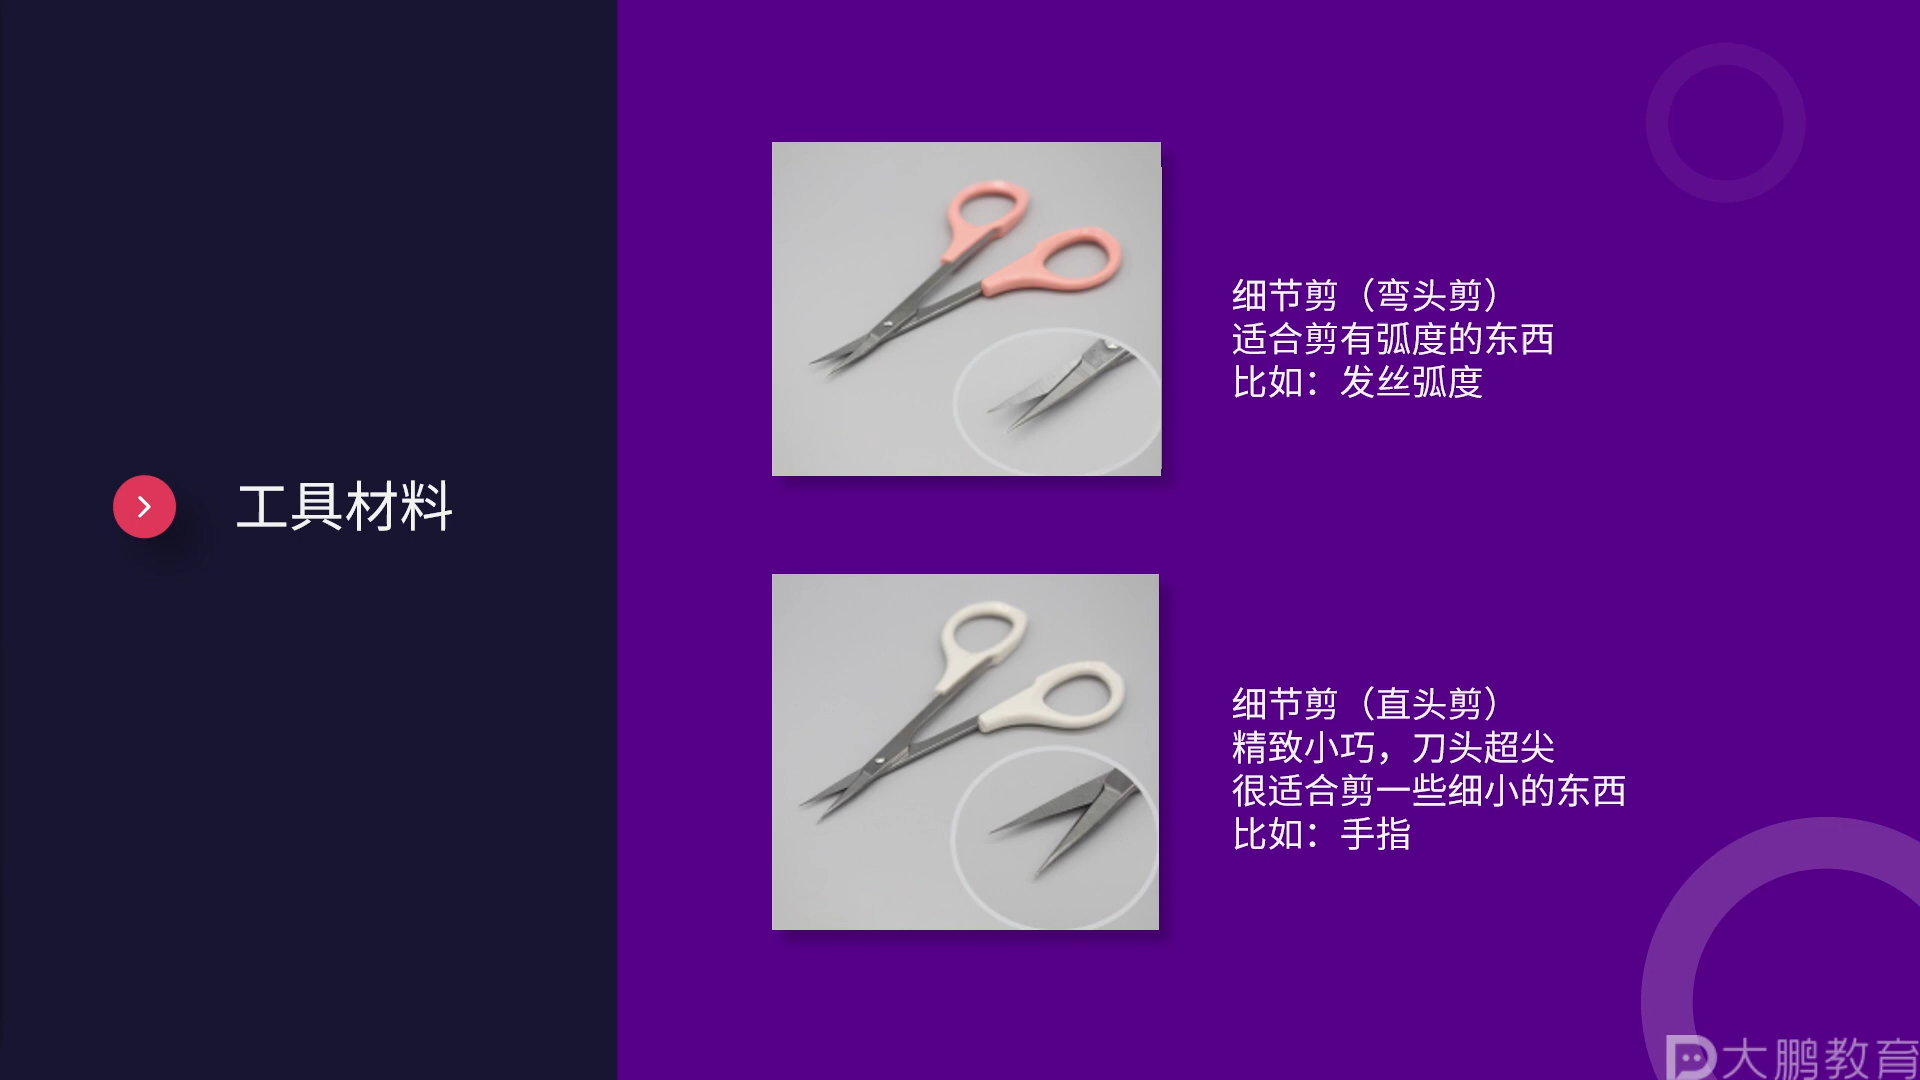 工具材料
细节剪（弯头剪）
适合剪有弧度的东西
比如：发丝弧度
细节剪（直头剪）
精致小巧，刀头超尖
很适合剪一些细小的东西
比如：手指
大鹏教育